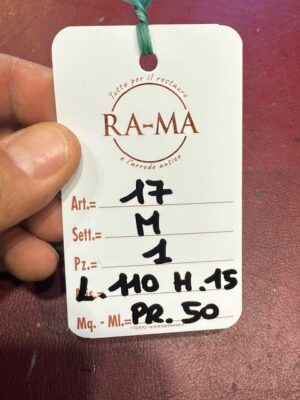 Tutto per il restauro
RA-MA
e l'arredo antico
Art.= 17
Sett.= M
Pz.= 1
L. 110 H. 15
Mq. - Ml.= PR. 50